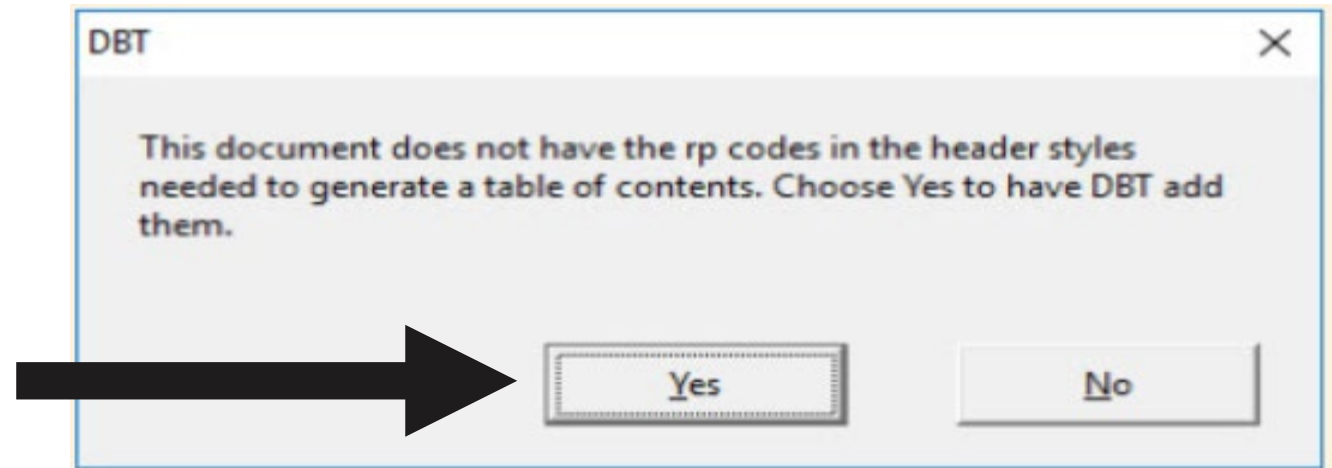 DBT
This document does not have the rp codes in the header styles
needed to generate a table of contents. Choose Yes to have DBT add
them.
Yes
No